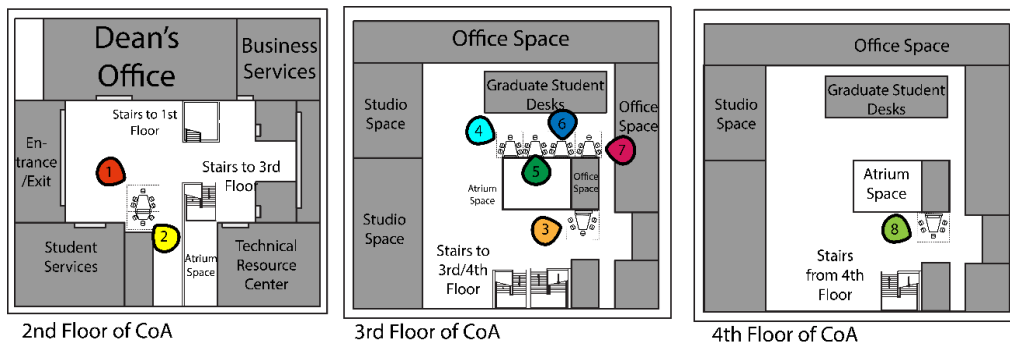 Dean's
Office
Business
Services
Stairs to 1st
Floor
En-
trance
/Exit
1
Stairs to 3rd
Floor
2
Student
Services
Atrium
Space
Technical
Resource
Center
2nd Floor of CoA
Office Space
Studio
Space
Graduate Student
Desks
Office
Space
4
6
7
5
Atrium
Space
Office
Space
Studio
Space
3
Stairs to
3rd/4th
Floor
3rd Floor of CoA
Office Space
Studio
Space
Graduate Student
Desks
Atrium
Space
8
Stairs
from 4th
Floor
4th Floor of CoA